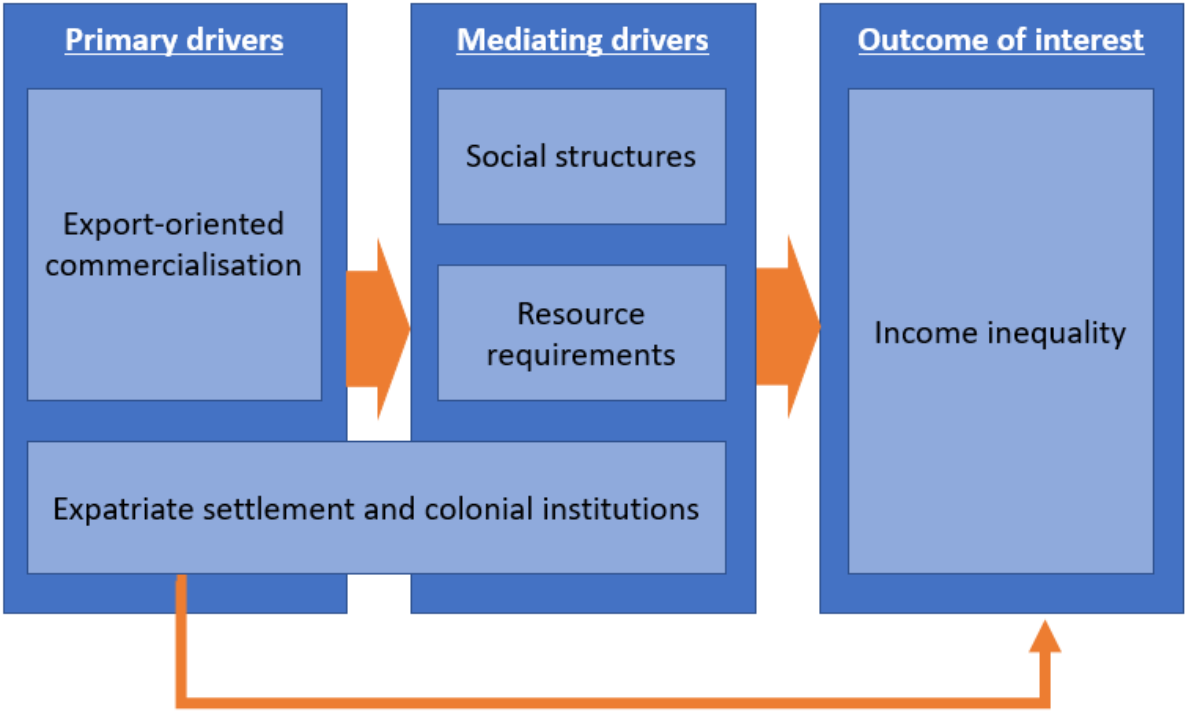 Primary drivers
Export-oriented
commercialisation
Mediating drivers
Social structures
Resource
requirements
Expatriate settlement and colonial institutions
Outcome of interest
Income inequality